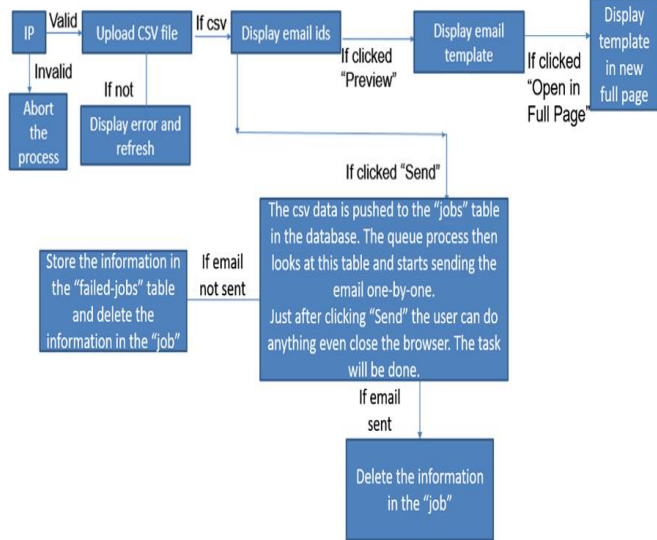 IP
Valid
Upload CSV file
If csv
Display email ids
If clicked
“Preview”
Display email
template
If clicked
“Open in
Full Page”
Display
template
in new
full page
Invalid
Abort
the
process
If not
Display error and
refresh
If clicked “Send”
The csv data is pushed to the “jobs” table
in the database. The queue process then
looks at this table and starts sending the
email one-by-one.
Just after clicking “Send” the user can do
anything even close the browser. The task
will be done.
If email
not sent
Store the information in
the “failed-jobs” table
and delete the
information in the “job”
If email
sent
Delete the information
in the “job”